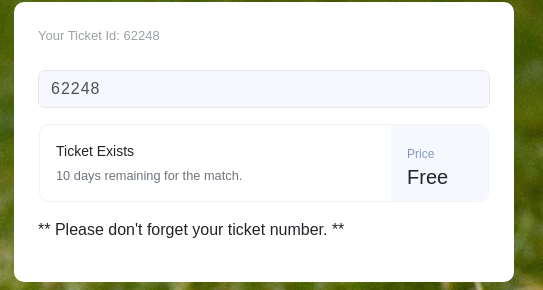 Your Ticket Id: 62248
62248
Ticket Exists
10 days remaining for the match.
Price
Free
** Please don't forget your ticket number. **